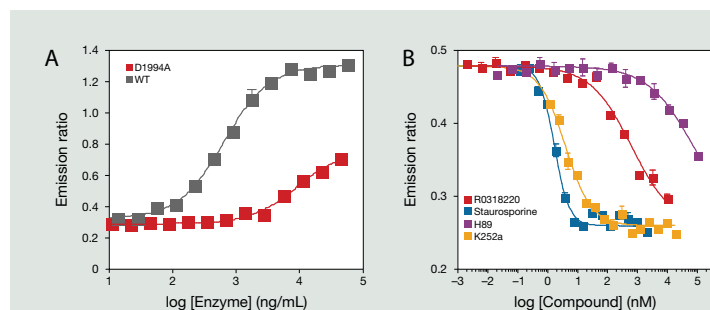 A
1.4
1.2
1.0
0.8
0.6
0.4
0.2
0
Emission ratio
D1994A
WT
1
2
3
4
5
log [Enzyme] (ng/mL)
B
0.5
0.4
0.3
0.2
Emission ratio
R0318220
Staurosporine
H89
K252a
−3
−2
−1
0
1
2
3
4
5
log [Compound] (nM)